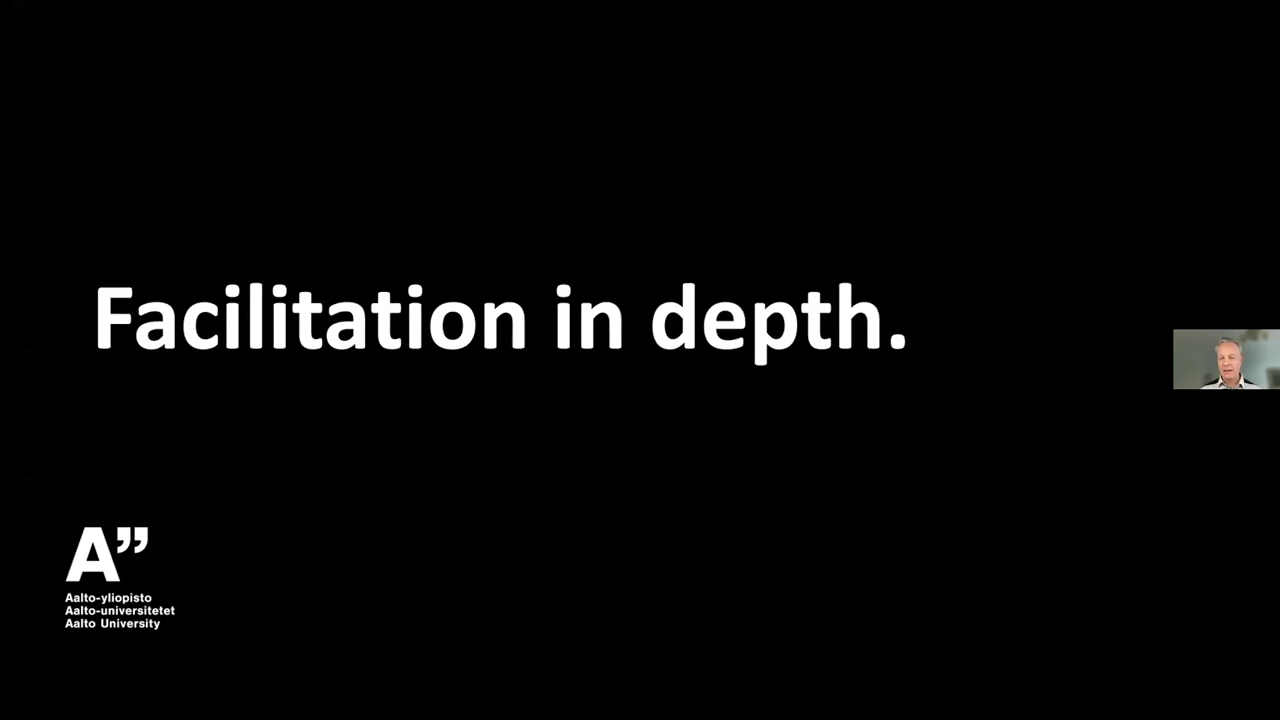 Facilitation in depth.
A”
Aalto-yliopisto
Aalto-universitetet
Aalto University